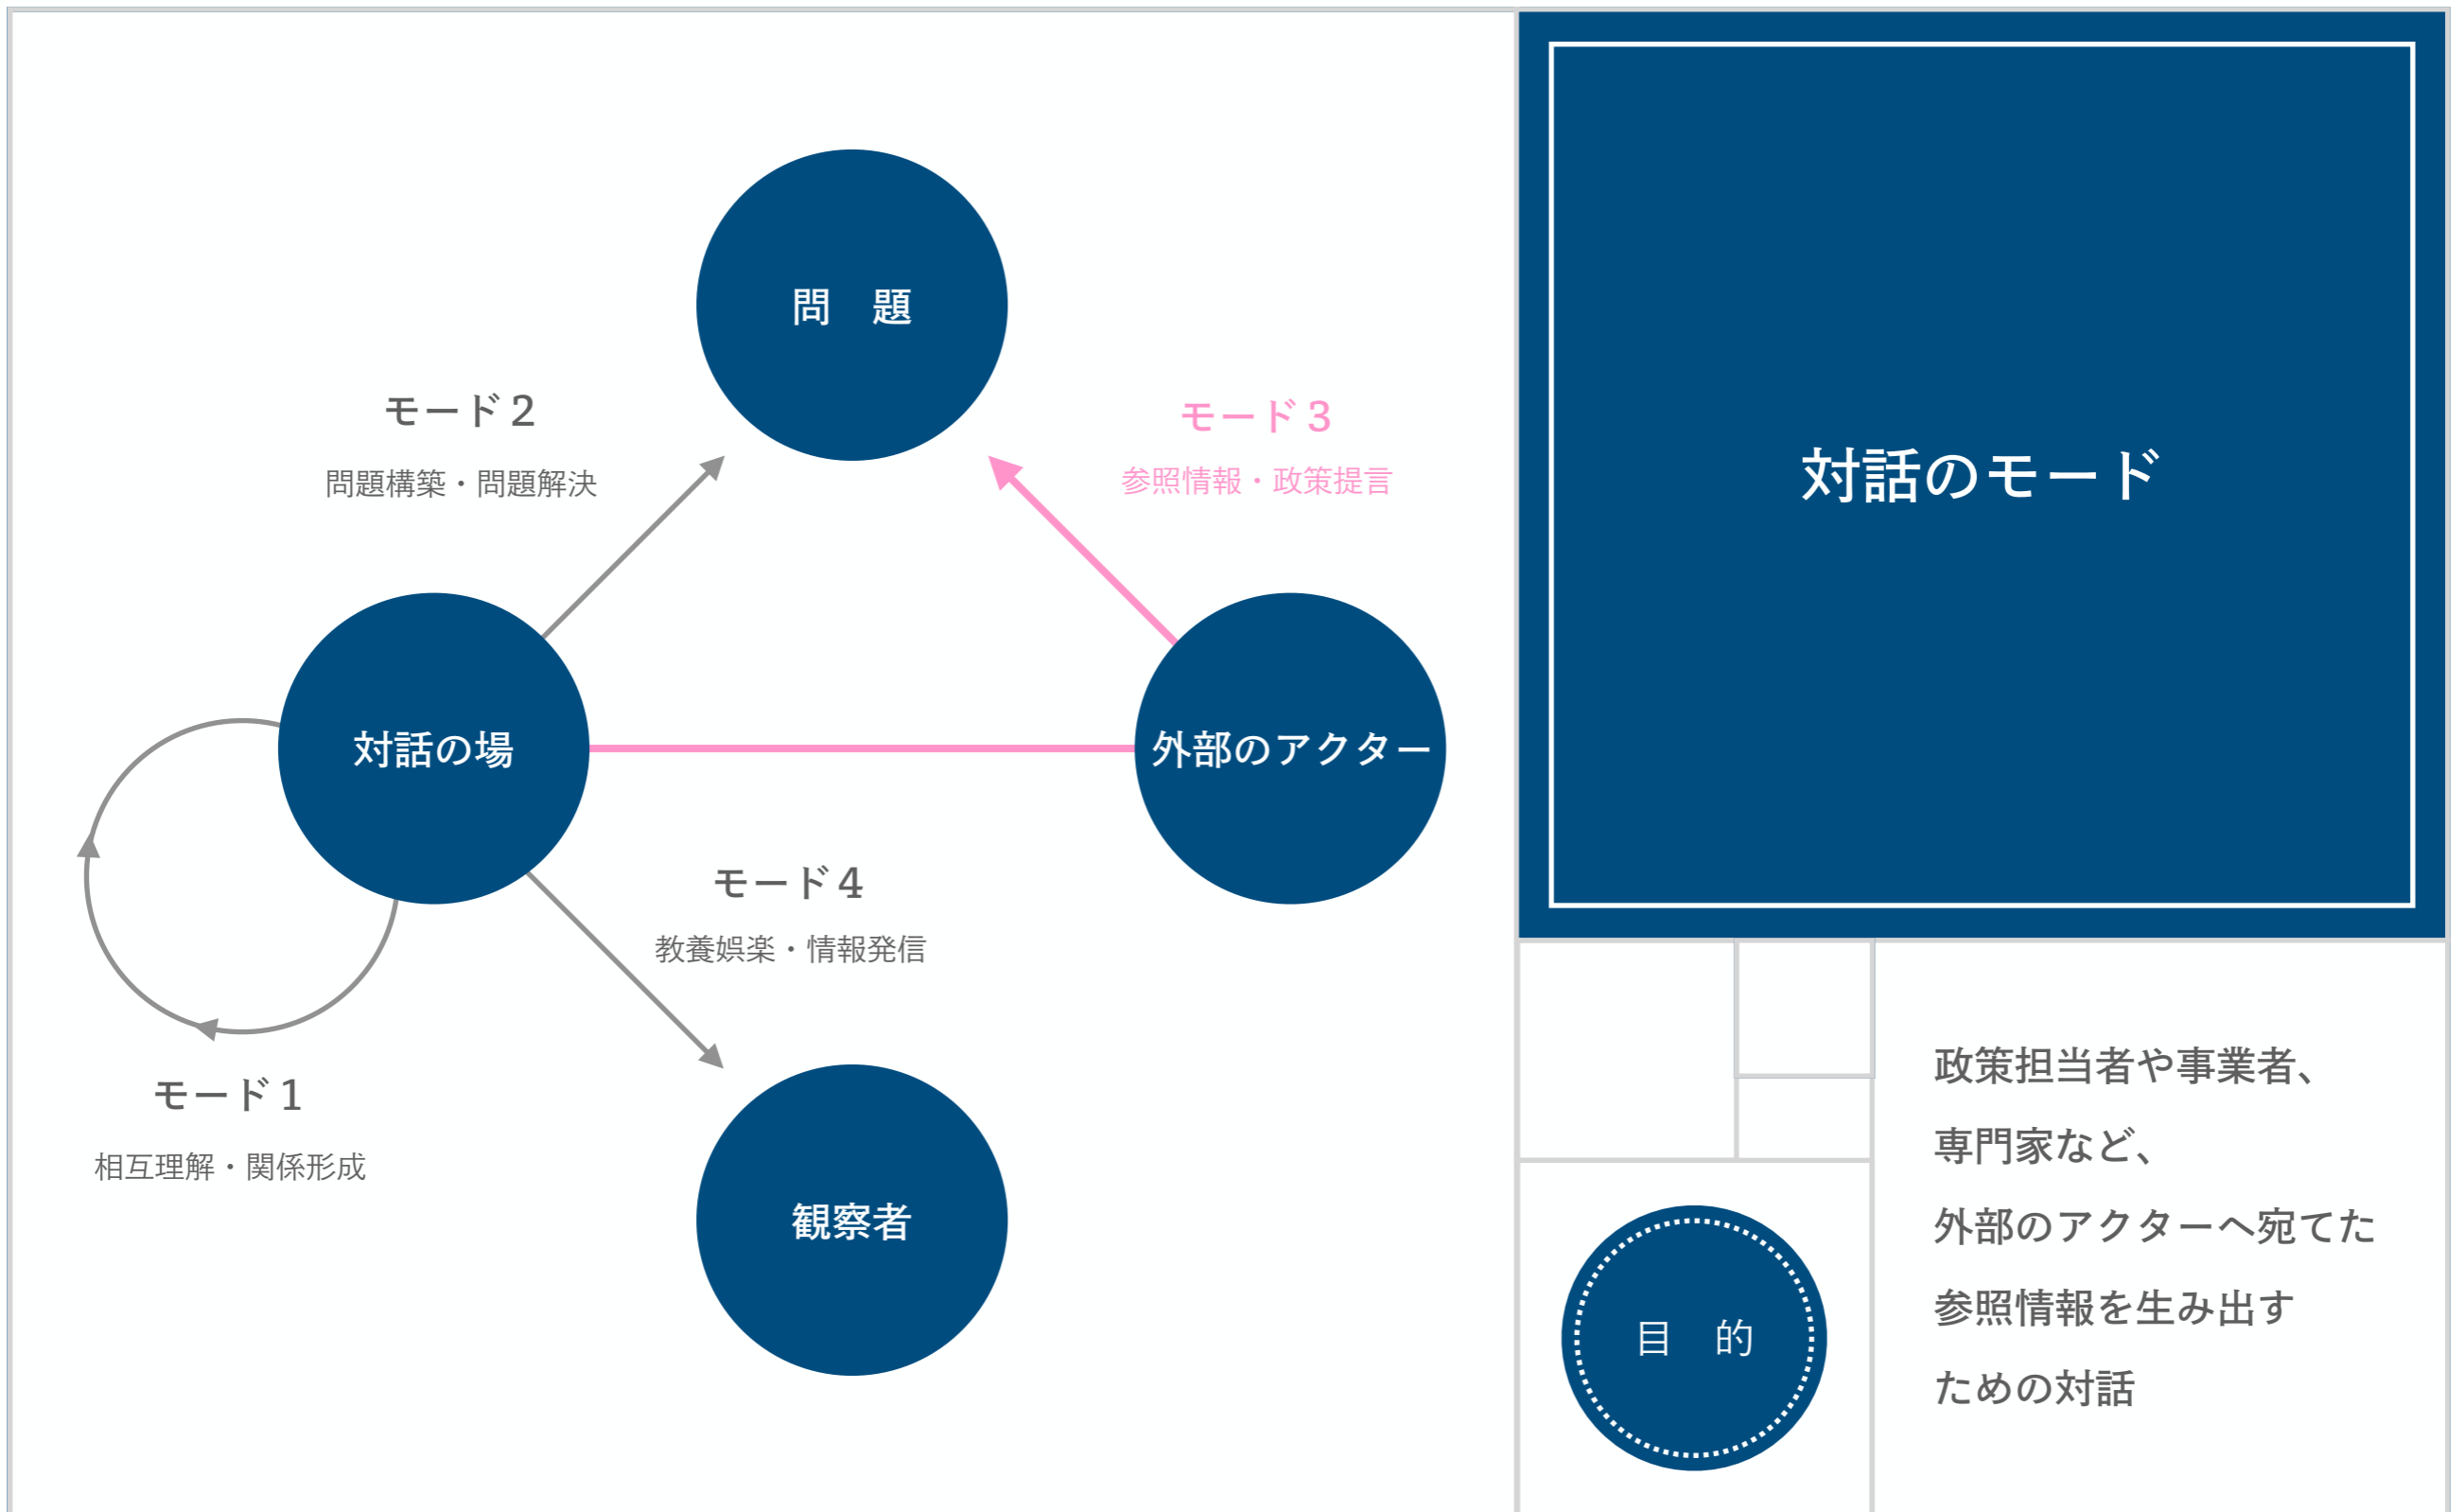 問　題
モード２
問題構築・問題解決
モード３
参照情報・政策提言
対話の場
外部のアクター
モード４
教養娯楽・情報発信
モード１
相互理解・関係形成
観察者
対話のモード
目　的
政策担当者や事業者、
専門家など、
外部のアクターへ宛てた
参照情報を生み出す
ための対話